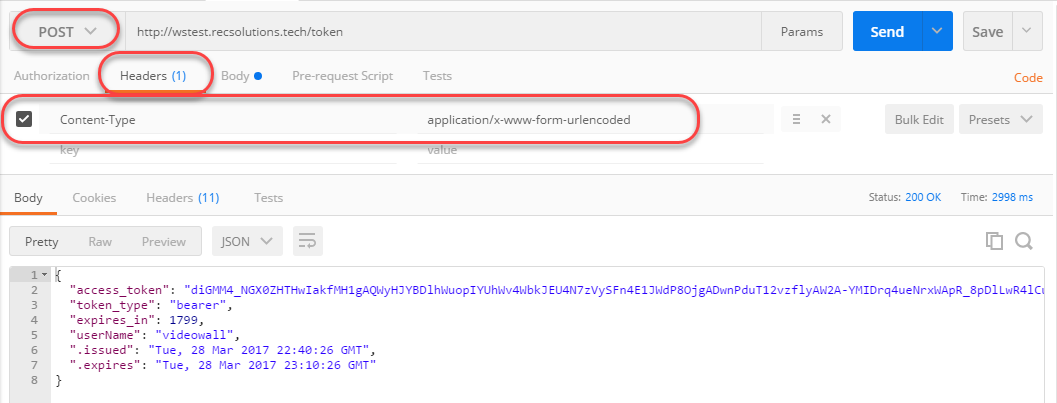 POST http://wstest.recsolutions.tech/token Params Send Save
Authorization Headers (1) Body Pre-request Script Tests Code
Content-Type application/x-www-form-urlencoded Bulk Edit Presets
key value
Body Cookies Headers (11) Tests Status: 200 OK Time: 2998 ms
Pretty Raw Preview JSON
1 {
2 "access_token": "diGMM4_NGX0ZHTHwIakfMH1gAQWyHJYBDlhWuopIYUhWv4WbkJEU4N7zVySFn4E1JWdP8OjgADwnPduT12vzflyAW2A-YMIDrq4ueNrxWApR_8pDlLwR4lCu
3 "token_type": "bearer",
4 "expires_in": 1799,
5 "userName": "videowall",
6 ".issued": "Tue, 28 Mar 2017 22:40:26 GMT",
7 ".expires": "Tue, 28 Mar 2017 23:10:26 GMT"
8 }